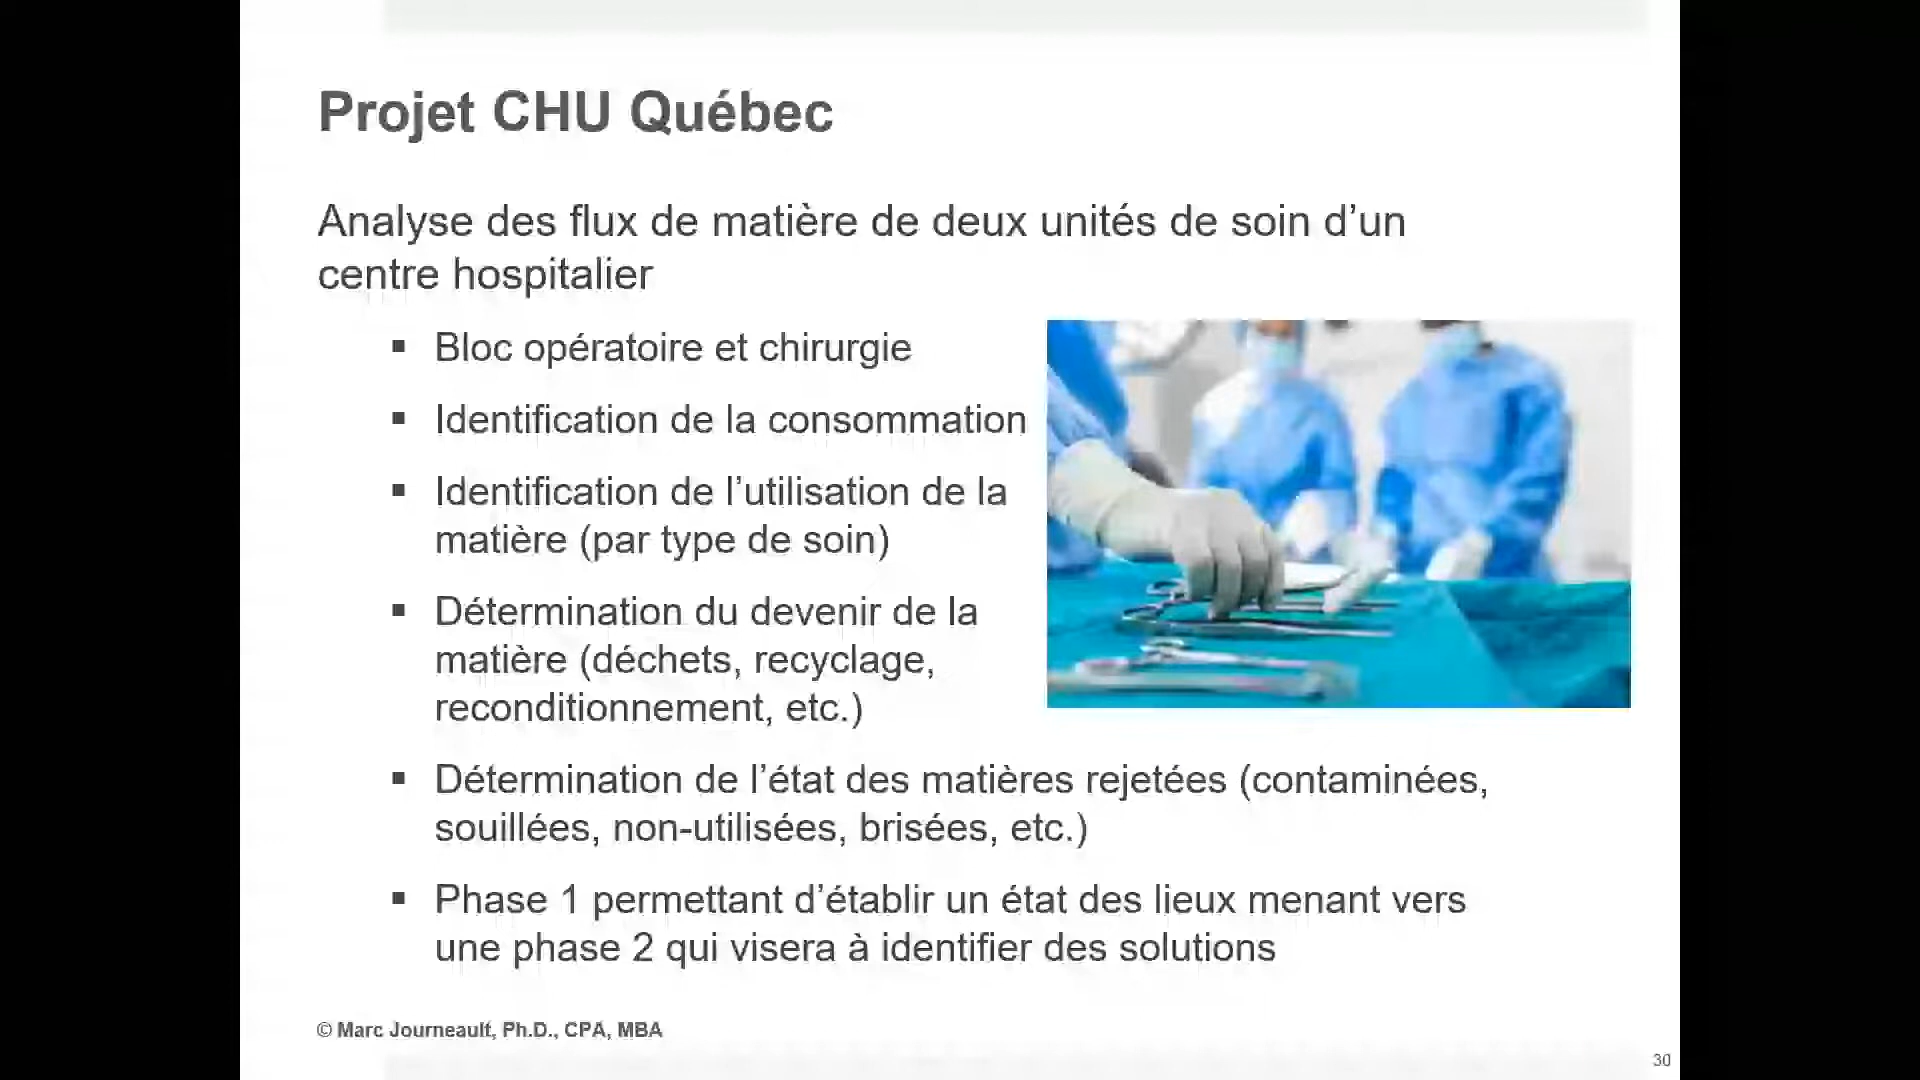 Projet CHU Québec
Analyse des flux de matière de deux unités de soin d’un
centre hospitalier
▪ Bloc opératoire et chirurgie
▪ Identification de la consommation
▪ Identification de l’utilisation de la
matière (par type de soin)
▪ Détermination du devenir de la
matière (déchets, recyclage,
reconditionnement, etc.)
▪ Détermination de l’état des matières rejetées (contaminées,
souillées, non-utilisées, brisées, etc.)
▪ Phase 1 permettant d’établir un état des lieux menant vers
une phase 2 qui visera à identifier des solutions
© Marc Journeault, Ph.D., CPA, MBA
30